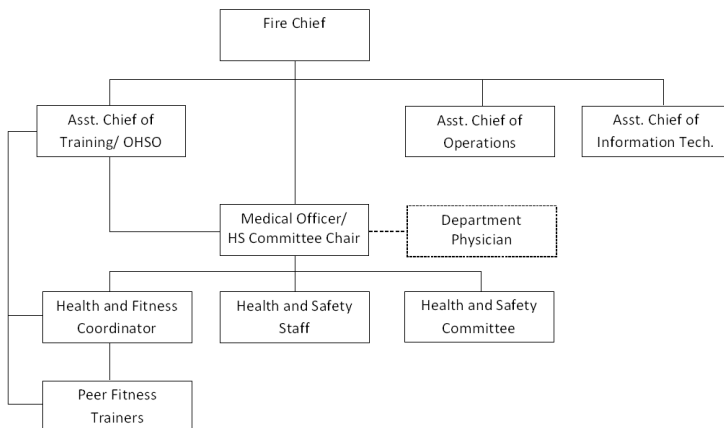 Fire Chief
Asst. Chief of
Training/ OHSO
Asst. Chief of
Operations
Asst. Chief of
Information Tech.
Medical Officer/
HS Committee Chair
Department
Physician
Health and Fitness
Coordinator
Health and Safety
Staff
Health and Safety
Committee
Peer Fitness
Trainers